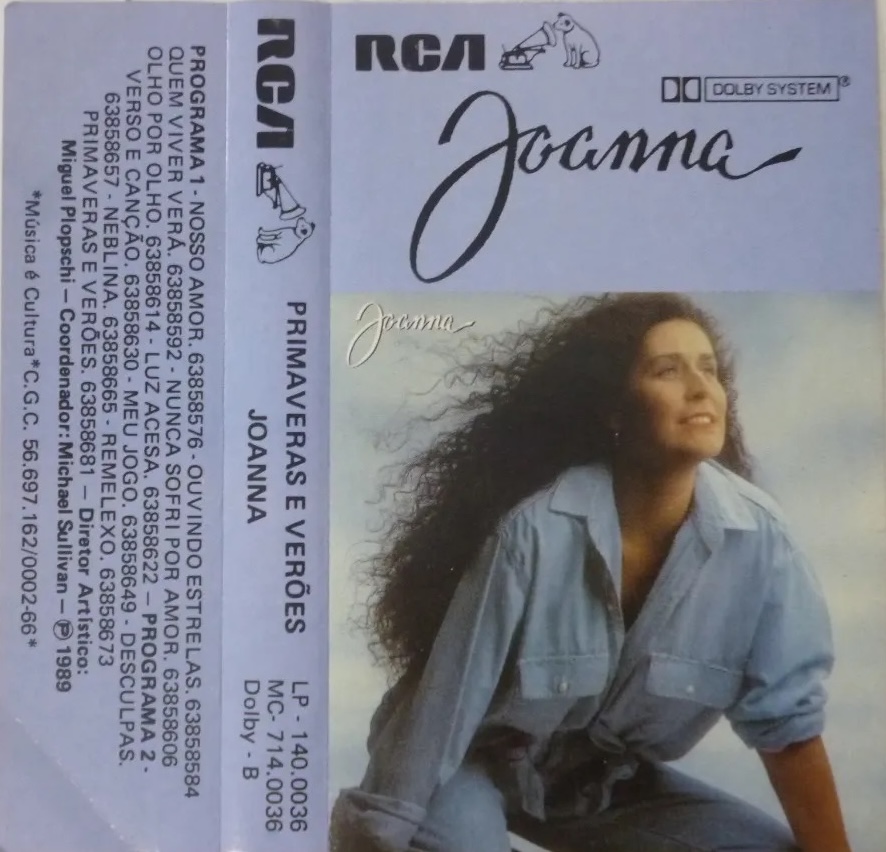 RCA
DOLBY SYSTEM®
Joanna
Joanna
RCA
PRIMAVERAS E VERÕES
JOANNA
LP - 140.0036
MC- 714.0036
Dolby - B
PROGRAMA 1 - NOSSO AMOR. 63858576 - OUVINDO ESTRELAS. 63858584
QUEM VIVER VERÁ. 63858592 - NUNCA SOFRI POR AMOR. 63858606
OLHO POR OLHO. 63858614 - LUZ ACESA. 63858622 — PROGRAMA 2 -
VERSO E CANÇÃO. 63858630 - MEU JOGO. 63858649 - DESCULPAS.
63858657 - NEBLINA. 63858665 - REMELEXO. 63858673
PRIMAVERAS E VERÕES. 63858681 — Diretor Artístico:
Miguel Plopschi — Coordenador: Michael Sullivan — ℗ 1989
*Música é Cultura*C.G.C. 56.697.162/0002-66*